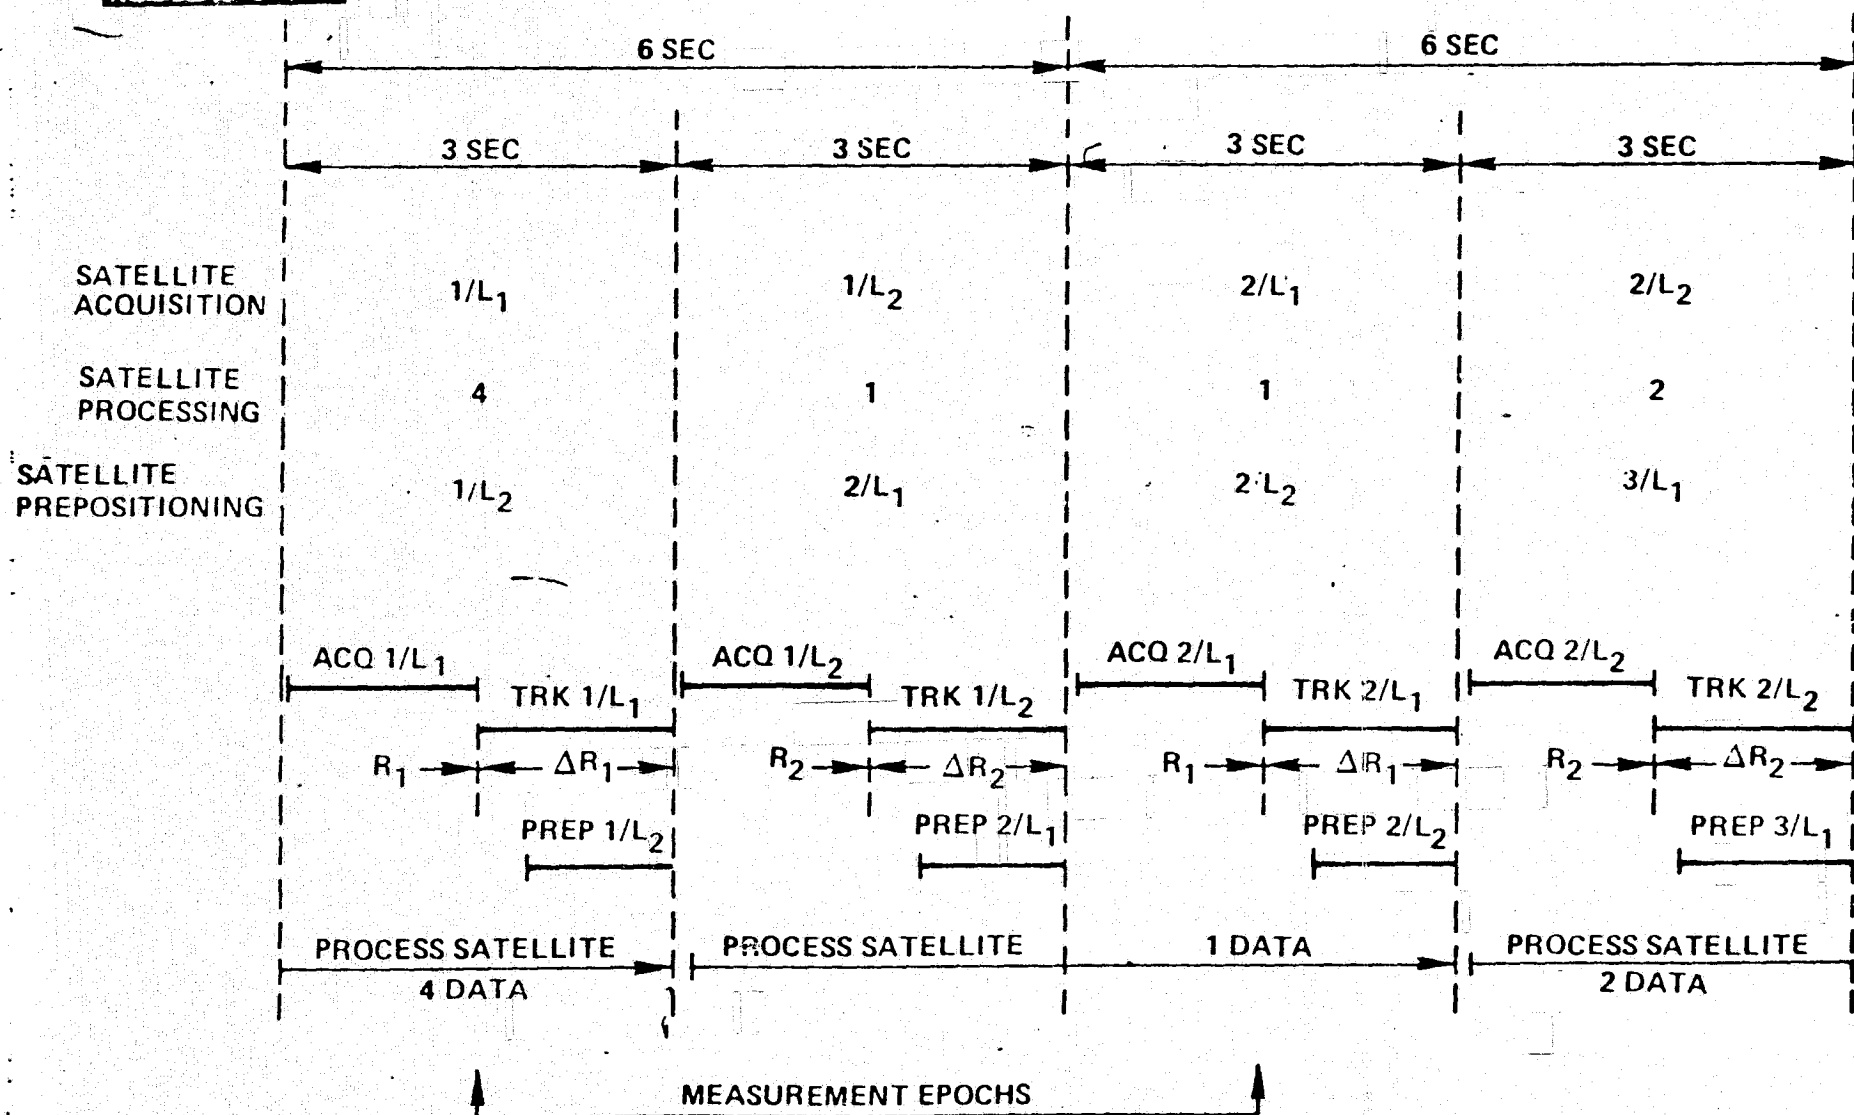 6 SEC 6 SEC
3 SEC 3 SEC 3 SEC 3 SEC
SATELLITE
ACQUISITION 1/L1 1/L2 2/L1 2/L2
SATELLITE
PROCESSING 4 1 1 2
SATELLITE
PREPOSITIONING 1/L2 2/L1 2/L2 3/L1
ACQ 1/L1 ACQ 1/L2 ACQ 2/L1 ACQ 2/L2
TRK 1/L1 TRK 1/L2 TRK 2/L1 TRK 2/L2
R1 ΔR1 R2 ΔR2 R1 ΔR1 R2 ΔR2
PREP 1/L2 PREP 2/L1 PREP 2/L2 PREP 3/L1
PROCESS SATELLITE PROCESS SATELLITE 1 DATA PROCESS SATELLITE
4 DATA 2 DATA
MEASUREMENT EPOCHS